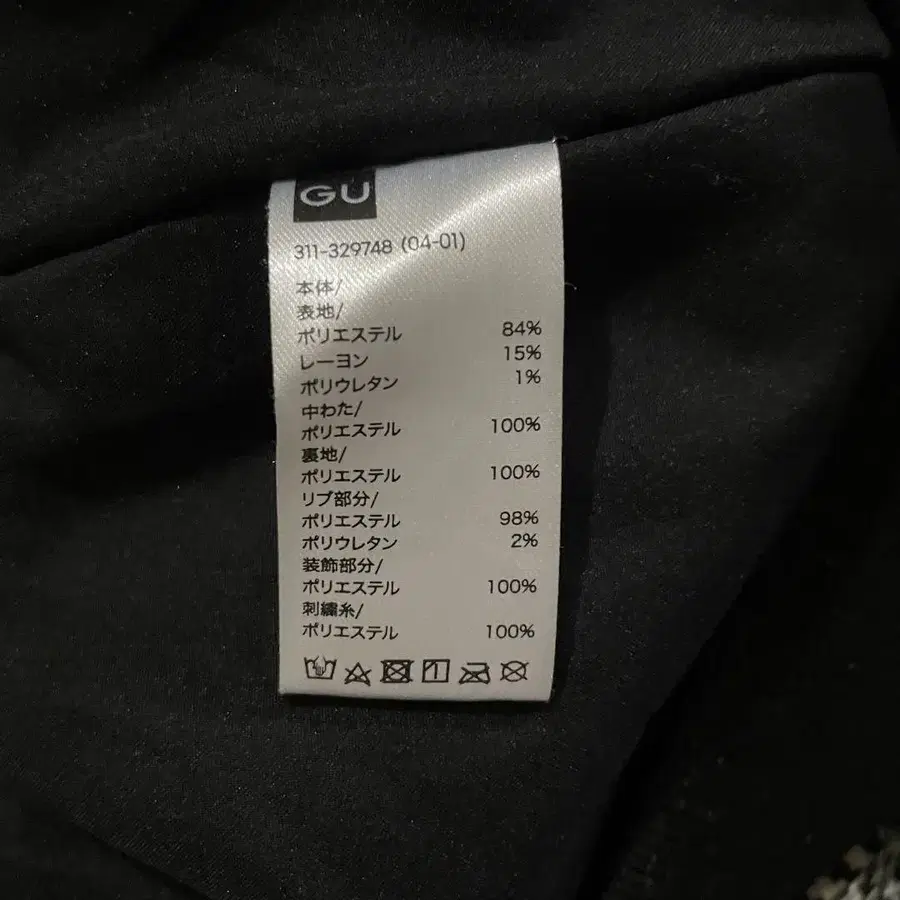 GU
311-329748 (04-01)
本体/
表地/
ポリエステル 84%
レーヨン 15%
ポリウレタン 1%
中わた/
ポリエステル 100%
裏地/
ポリエステル 100%
リブ部分/
ポリエステル 98%
ポリウレタン 2%
装飾部分/
ポリエステル 100%
刺繍糸/
ポリエステル 100%